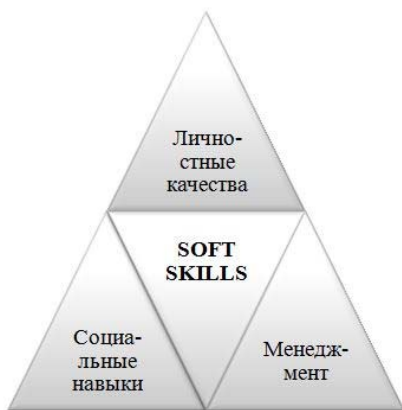 Лично-
стные
качества
SOFT
SKILLS
Социа-
льные
навыки
Менедж-
мент